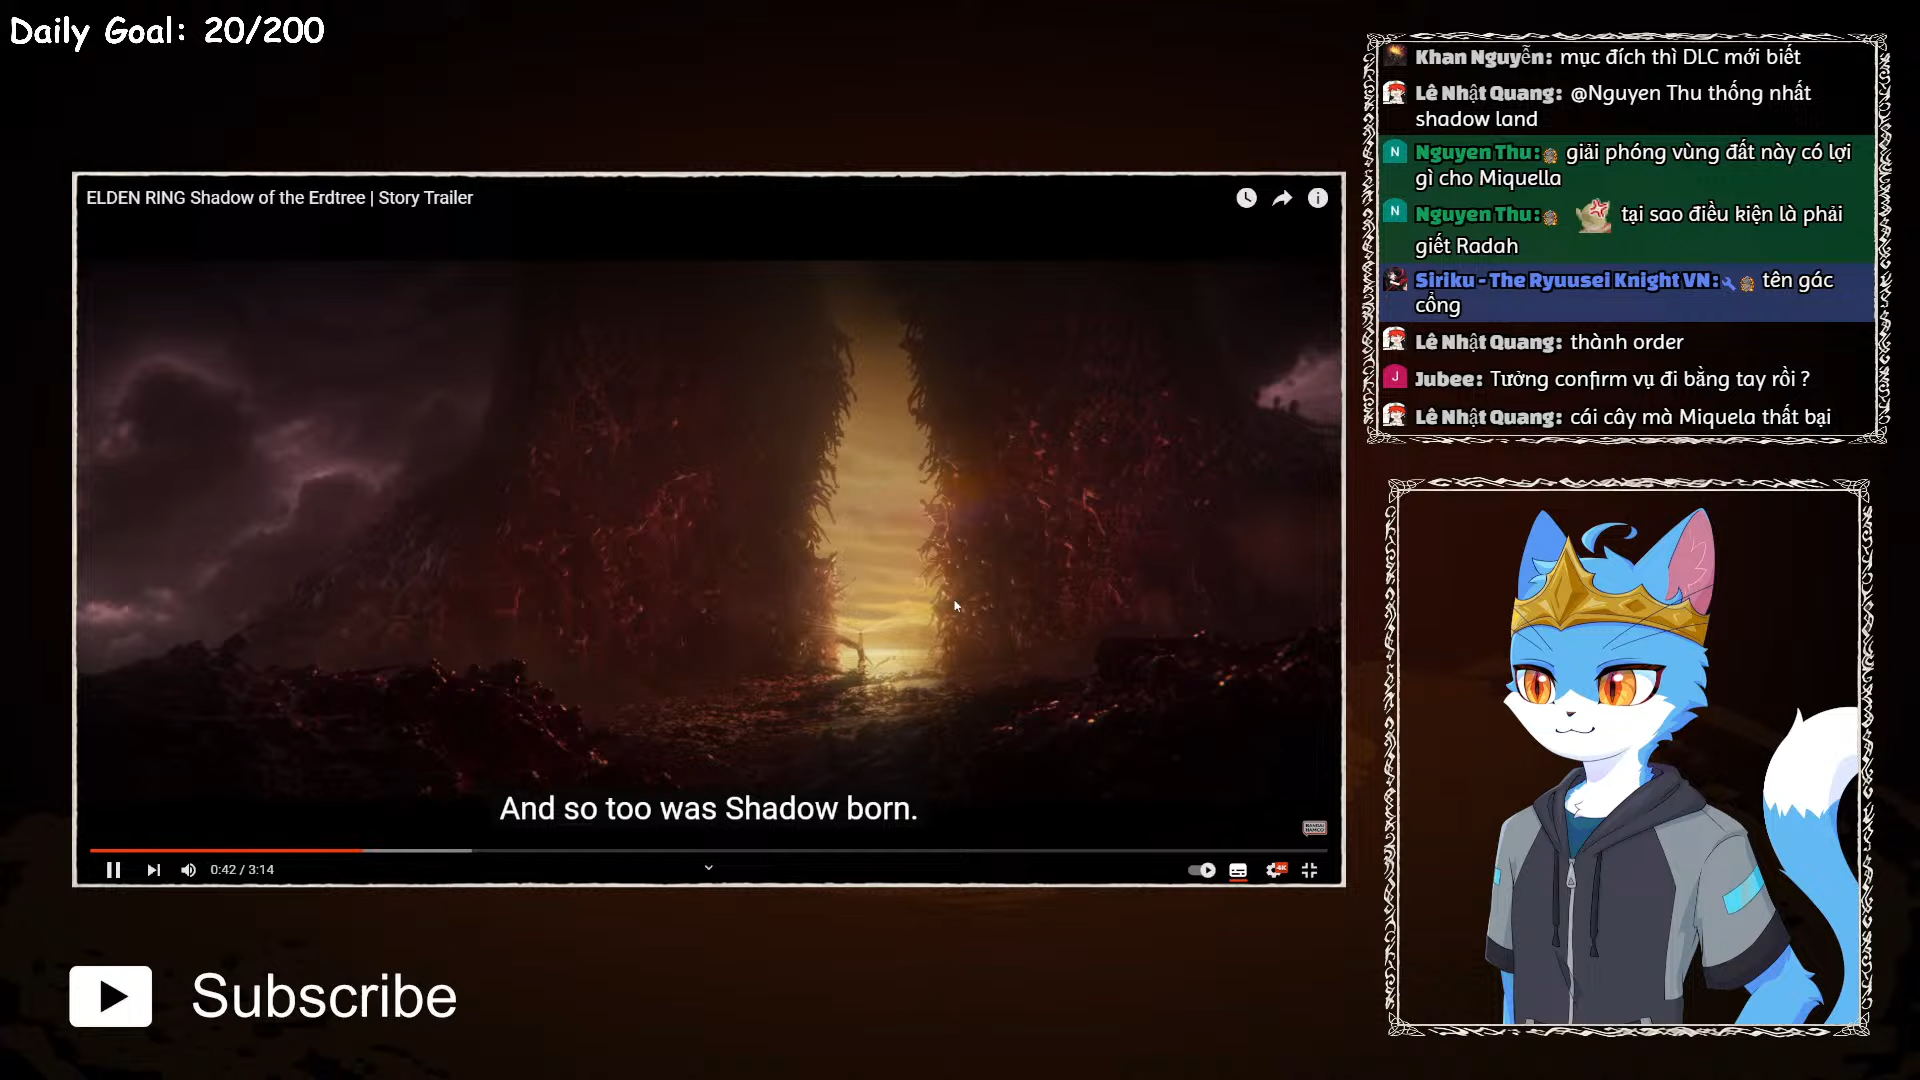 Daily Goal: 20/200
ELDEN RING Shadow of the Erdtree | Story Trailer
And so too was Shadow born.
BANDAI
NAMCO
0:42 / 3:14
4K
Subscribe
Khan Nguyễn: mục đích thì DLC mới biết
Lê Nhật Quang: @Nguyen Thu thống nhất
shadow land
N Nguyen Thu: giải phóng vùng đất này có lợi
gì cho Miquella
N Nguyen Thu: tại sao điều kiện là phải
giết Radah
Siriku - The Ryuusei Knight VN: tên gác
cổng
Lê Nhật Quang: thành order
J Jubee: Tưởng confirm vụ đi bằng tay rồi ?
Lê Nhật Quang: cái cây mà Miquela thất bại